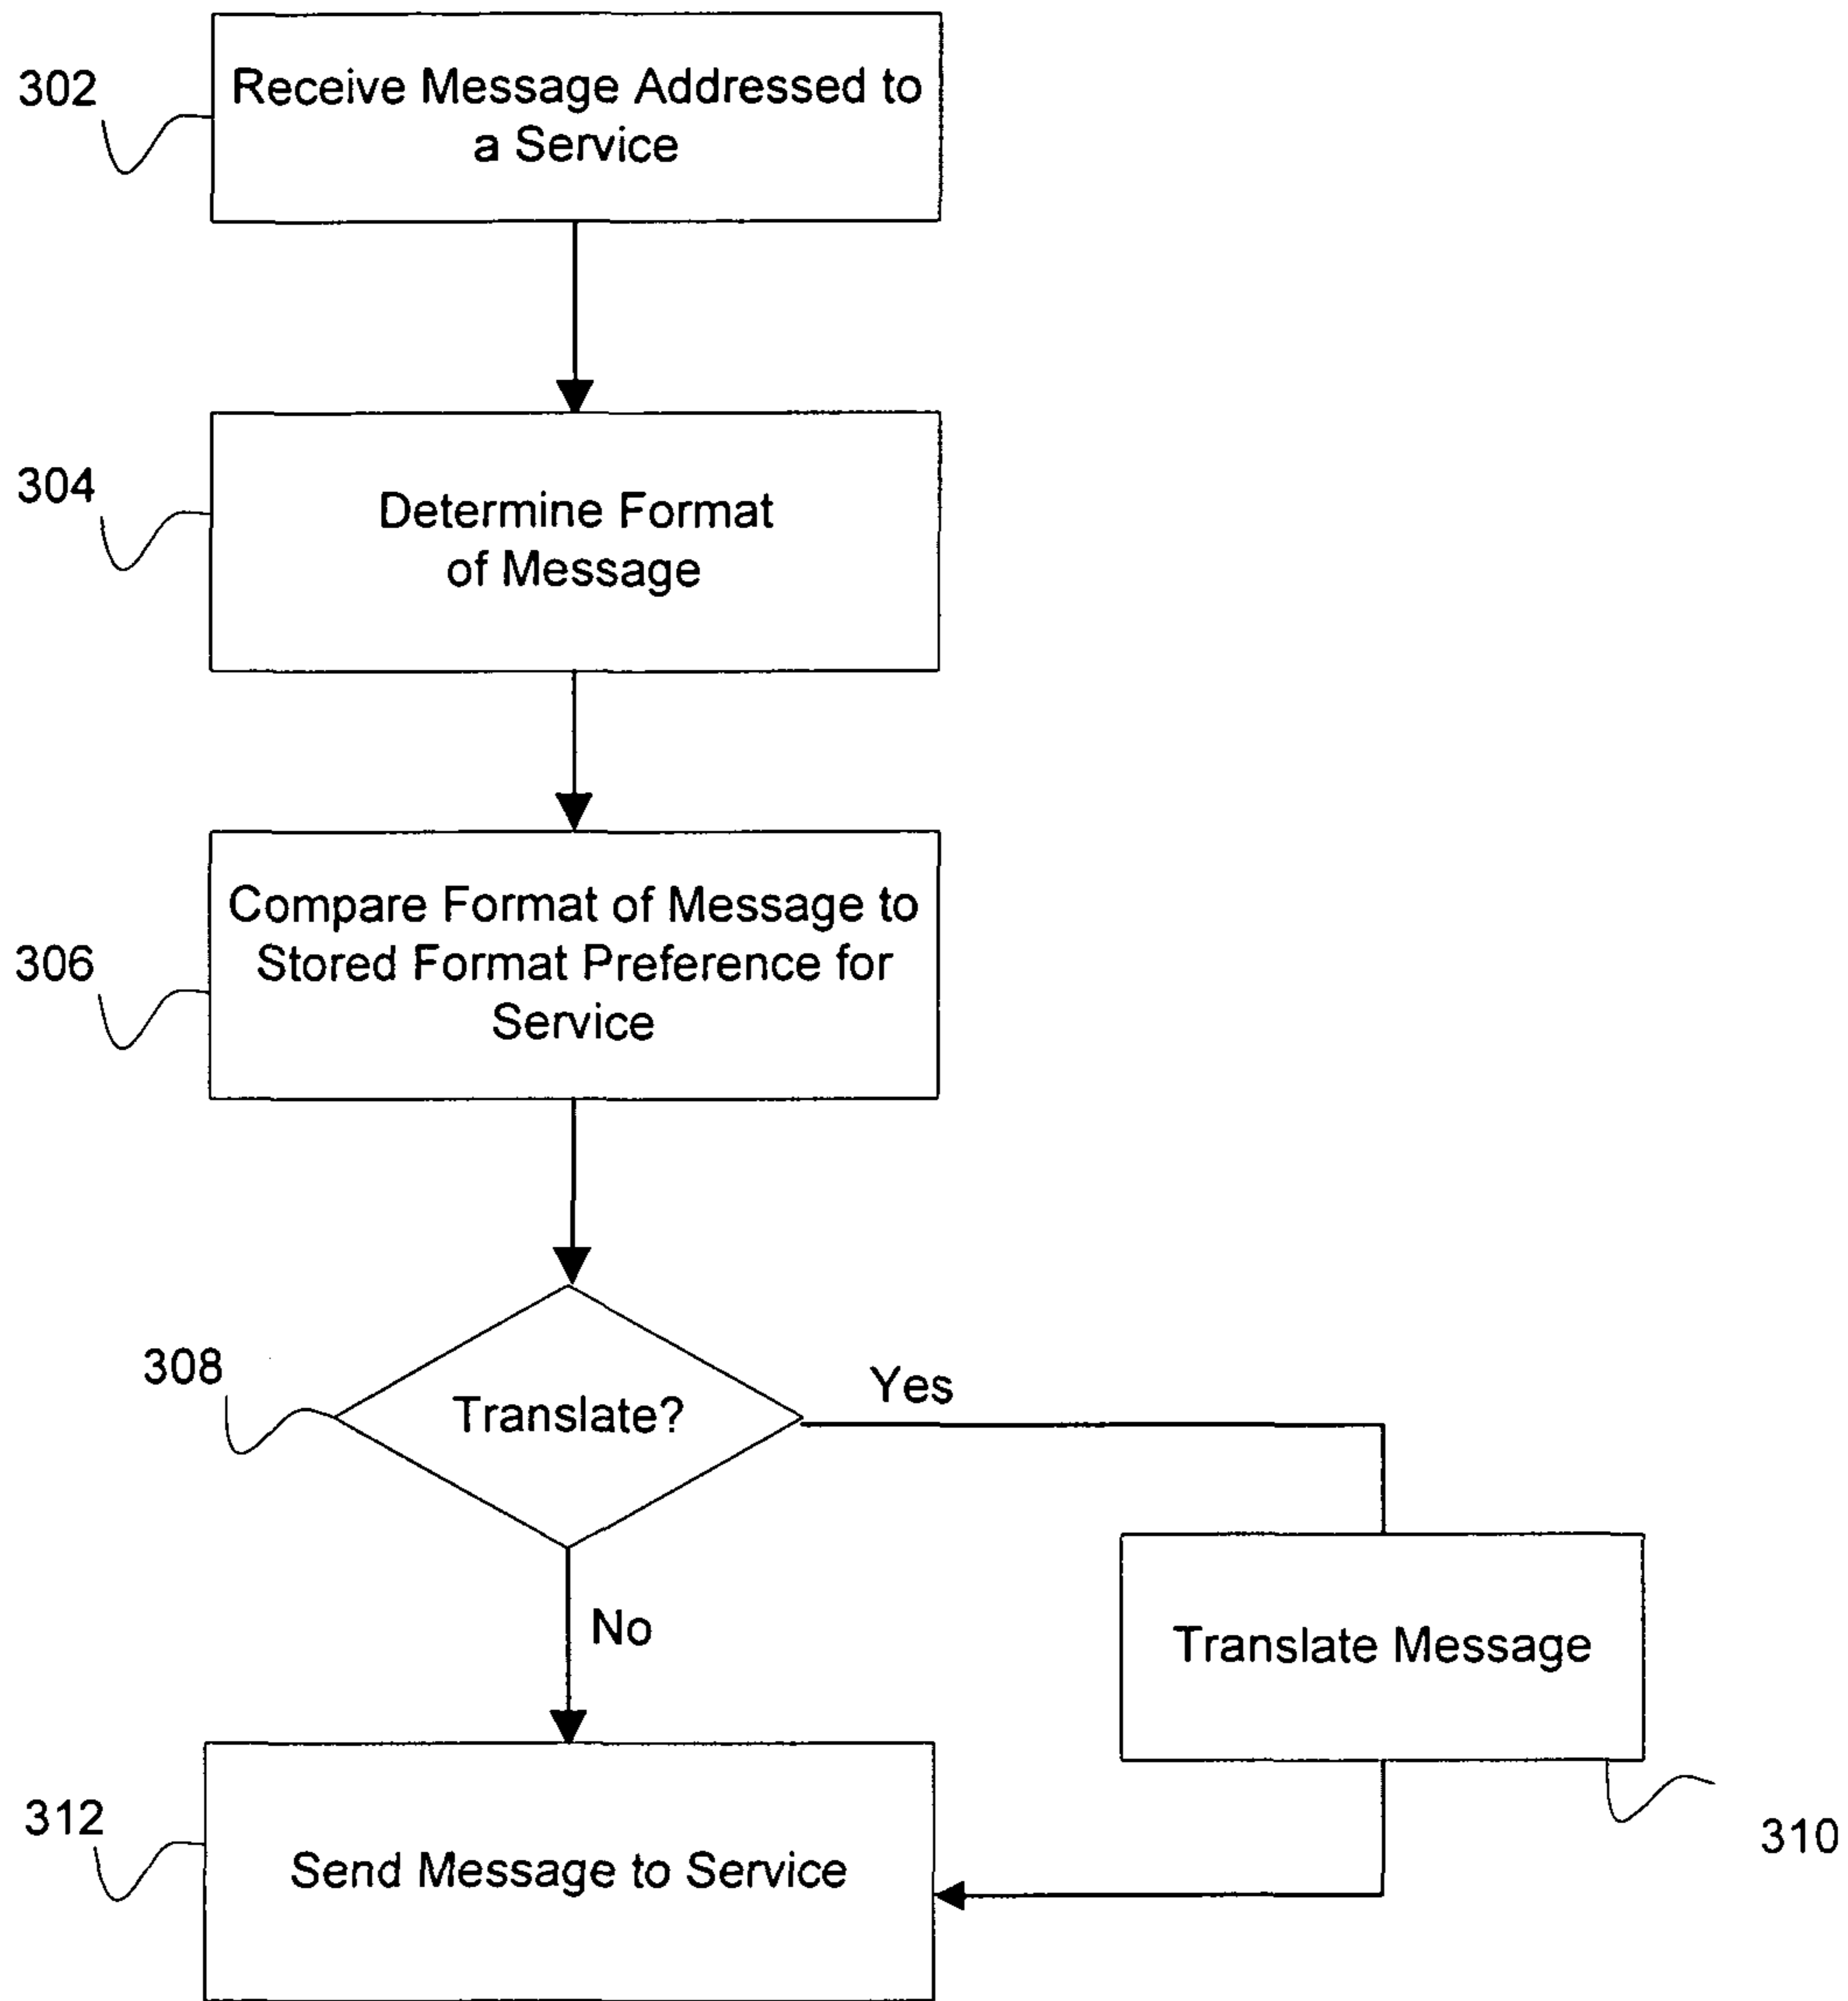 302
Receive Message Addressed to
a Service
304
Determine Format
of Message
306
Compare Format of Message to
Stored Format Preference for
Service
308
Translate?
Yes
No
Translate Message
310
312
Send Message to Service